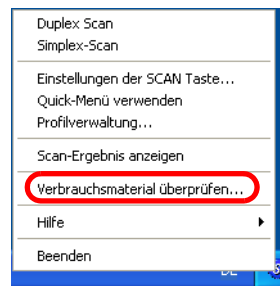 Duplex Scan
Simplex-Scan
Einstellungen der SCAN Taste...
Quick-Menü verwenden
Profilverwaltung...
Scan-Ergebnis anzeigen
Verbrauchsmaterial überprüfen...
Hilfe
Beenden